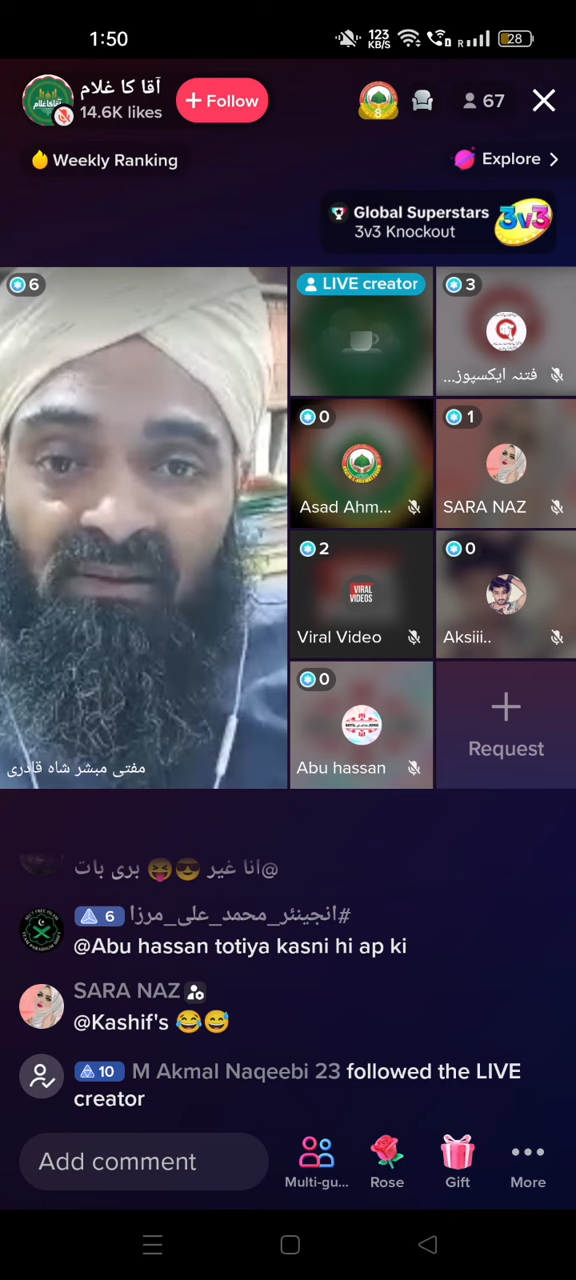 1:50
123
KB/S
R
28
آقا کا غلام
14.6K likes
+ Follow
8
67
Weekly Ranking
Explore >
Global Superstars
3v3 Knockout
3v3
6
LIVE creator
3
فتنہ ایکسپوز...
0
Asad Ahm...
1
SARA NAZ
2
VIRAL
VIDEOS
Viral Video
0
Aksiii..
0
Abu hassan
Request
مفتی مبشر شاہ قادری
@انا غیر 😎😝 بری بات
6 #انجینئر_محمد_علی_مرزا
@Abu hassan totiya kasni hi ap ki
SARA NAZ
@Kashif's 😂😅
10 M Akmal Naqeebi 23 followed the LIVE
creator
Add comment
Multi-gu...
Rose
Gift
More